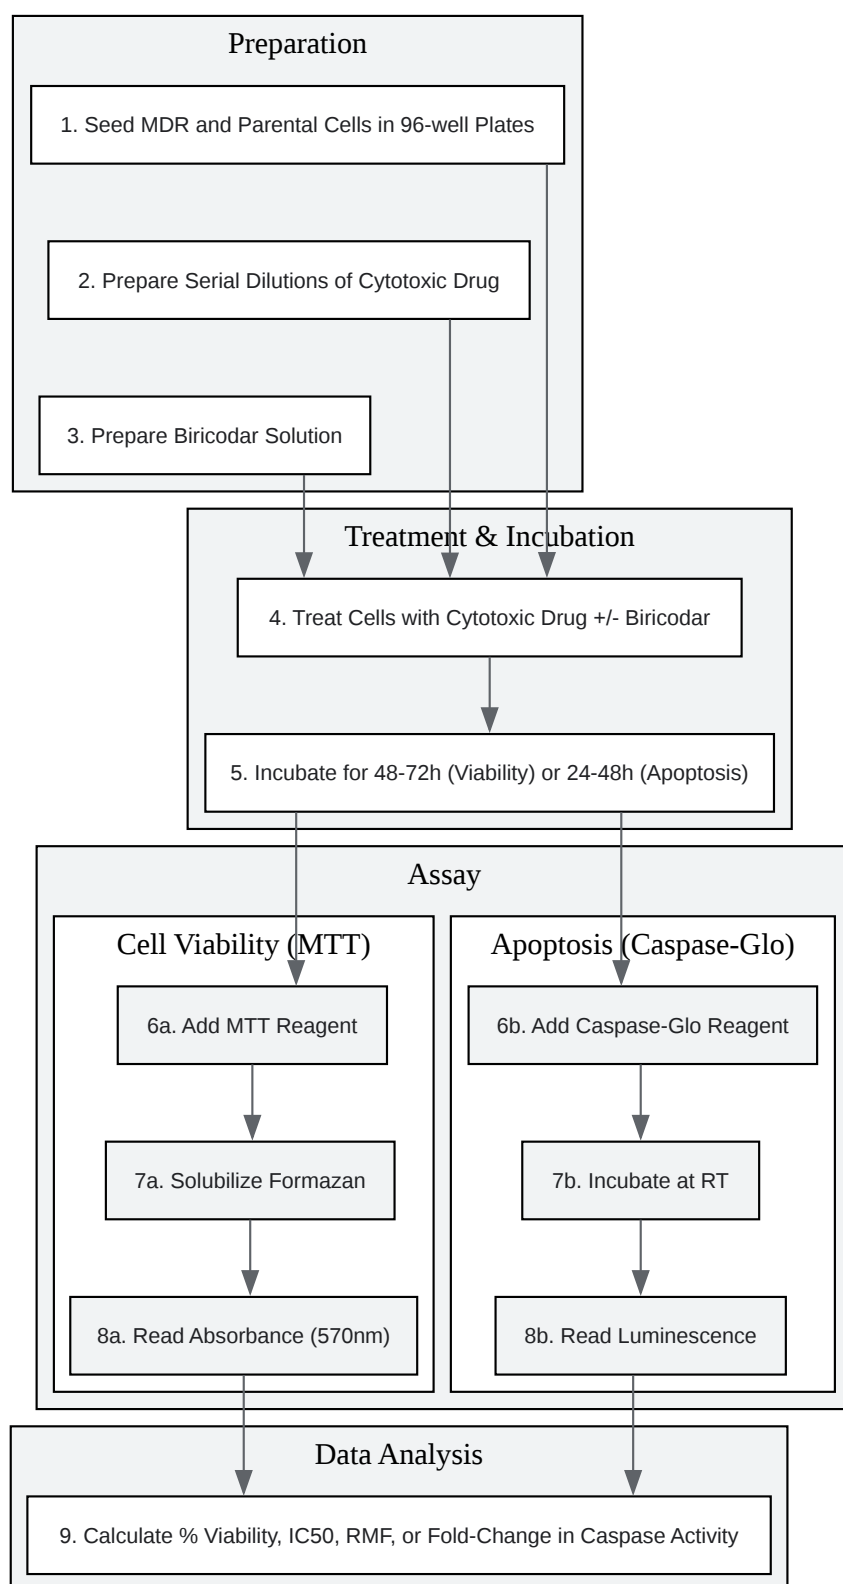 Preparation
1. Seed MDR and Parental Cells in 96-well Plates
2. Prepare Serial Dilutions of Cytotoxic Drug
3. Prepare Biricodar Solution
Treatment & Incubation
4. Treat Cells with Cytotoxic Drug +/- Biricodar
5. Incubate for 48-72h (Viability) or 24-48h (Apoptosis)
Assay
Cell Viability (MTT)
6a. Add MTT Reagent
7a. Solubilize Formazan
8a. Read Absorbance (570nm)
Apoptosis (Caspase-Glo)
6b. Add Caspase-Glo Reagent
7b. Incubate at RT
8b. Read Luminescence
Data Analysis
9. Calculate % Viability, IC50, RMF, or Fold-Change in Caspase Activity